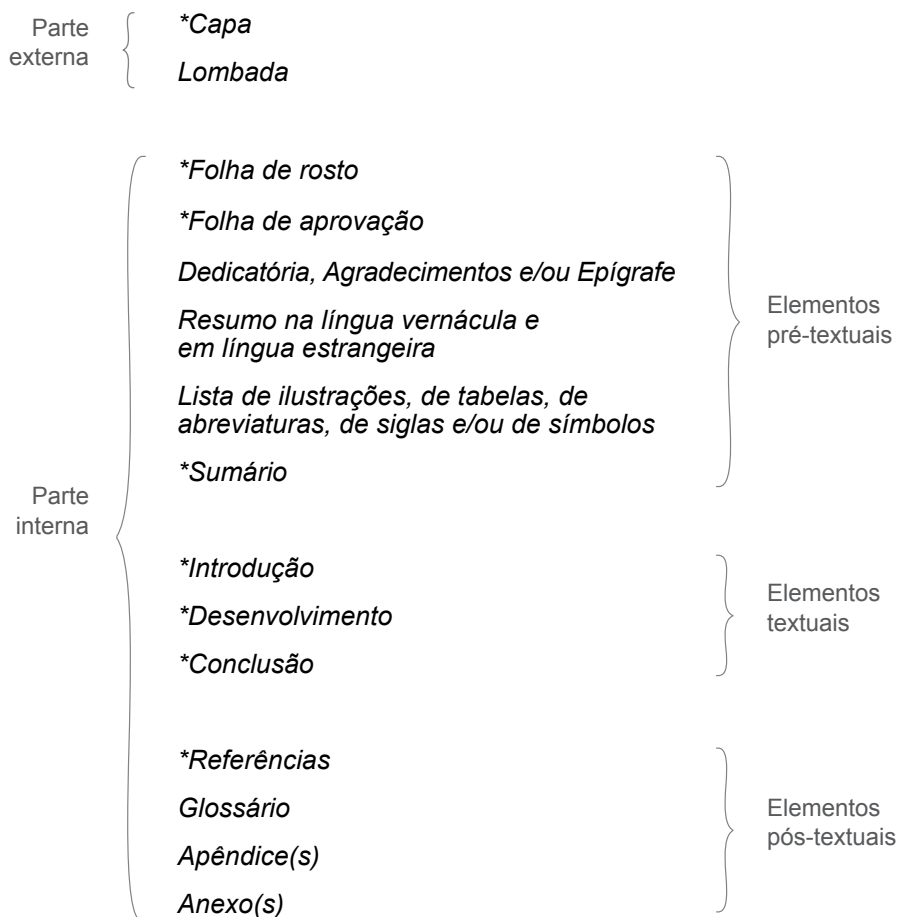 Parte
externa
*Capa
Lombada
Parte
interna
*Folha de rosto
*Folha de aprovação
Dedicatória, Agradecimentos e/ou Epígrafe
Resumo na língua vernácula e
em língua estrangeira
Lista de ilustrações, de tabelas, de
abreviaturas, de siglas e/ou de símbolos
*Sumário
Elementos
pré-textuais
*Introdução
*Desenvolvimento
*Conclusão
Elementos
textuais
*Referências
Glossário
Apêndice(s)
Anexo(s)
Elementos
pós-textuais